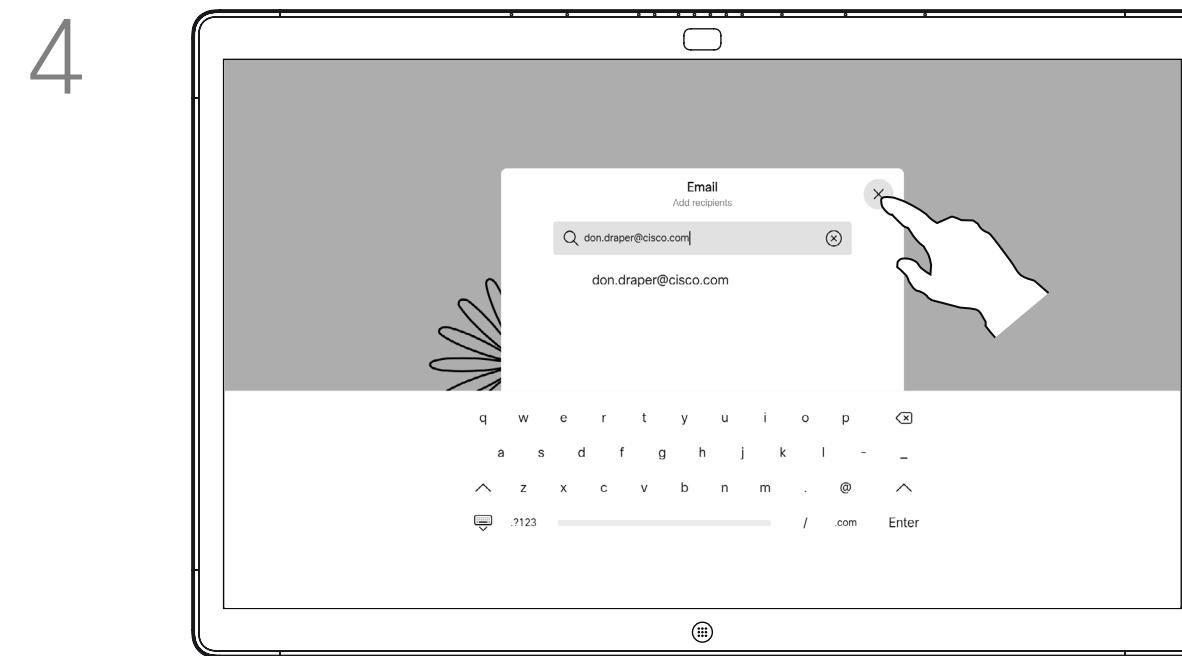 4
Email
Add recipients
don.draper@cisco.com
don.draper@cisco.com
q w e r t y u i o p
a s d f g h j k l - _
z x c v b n m . @
.?123 / .com Enter